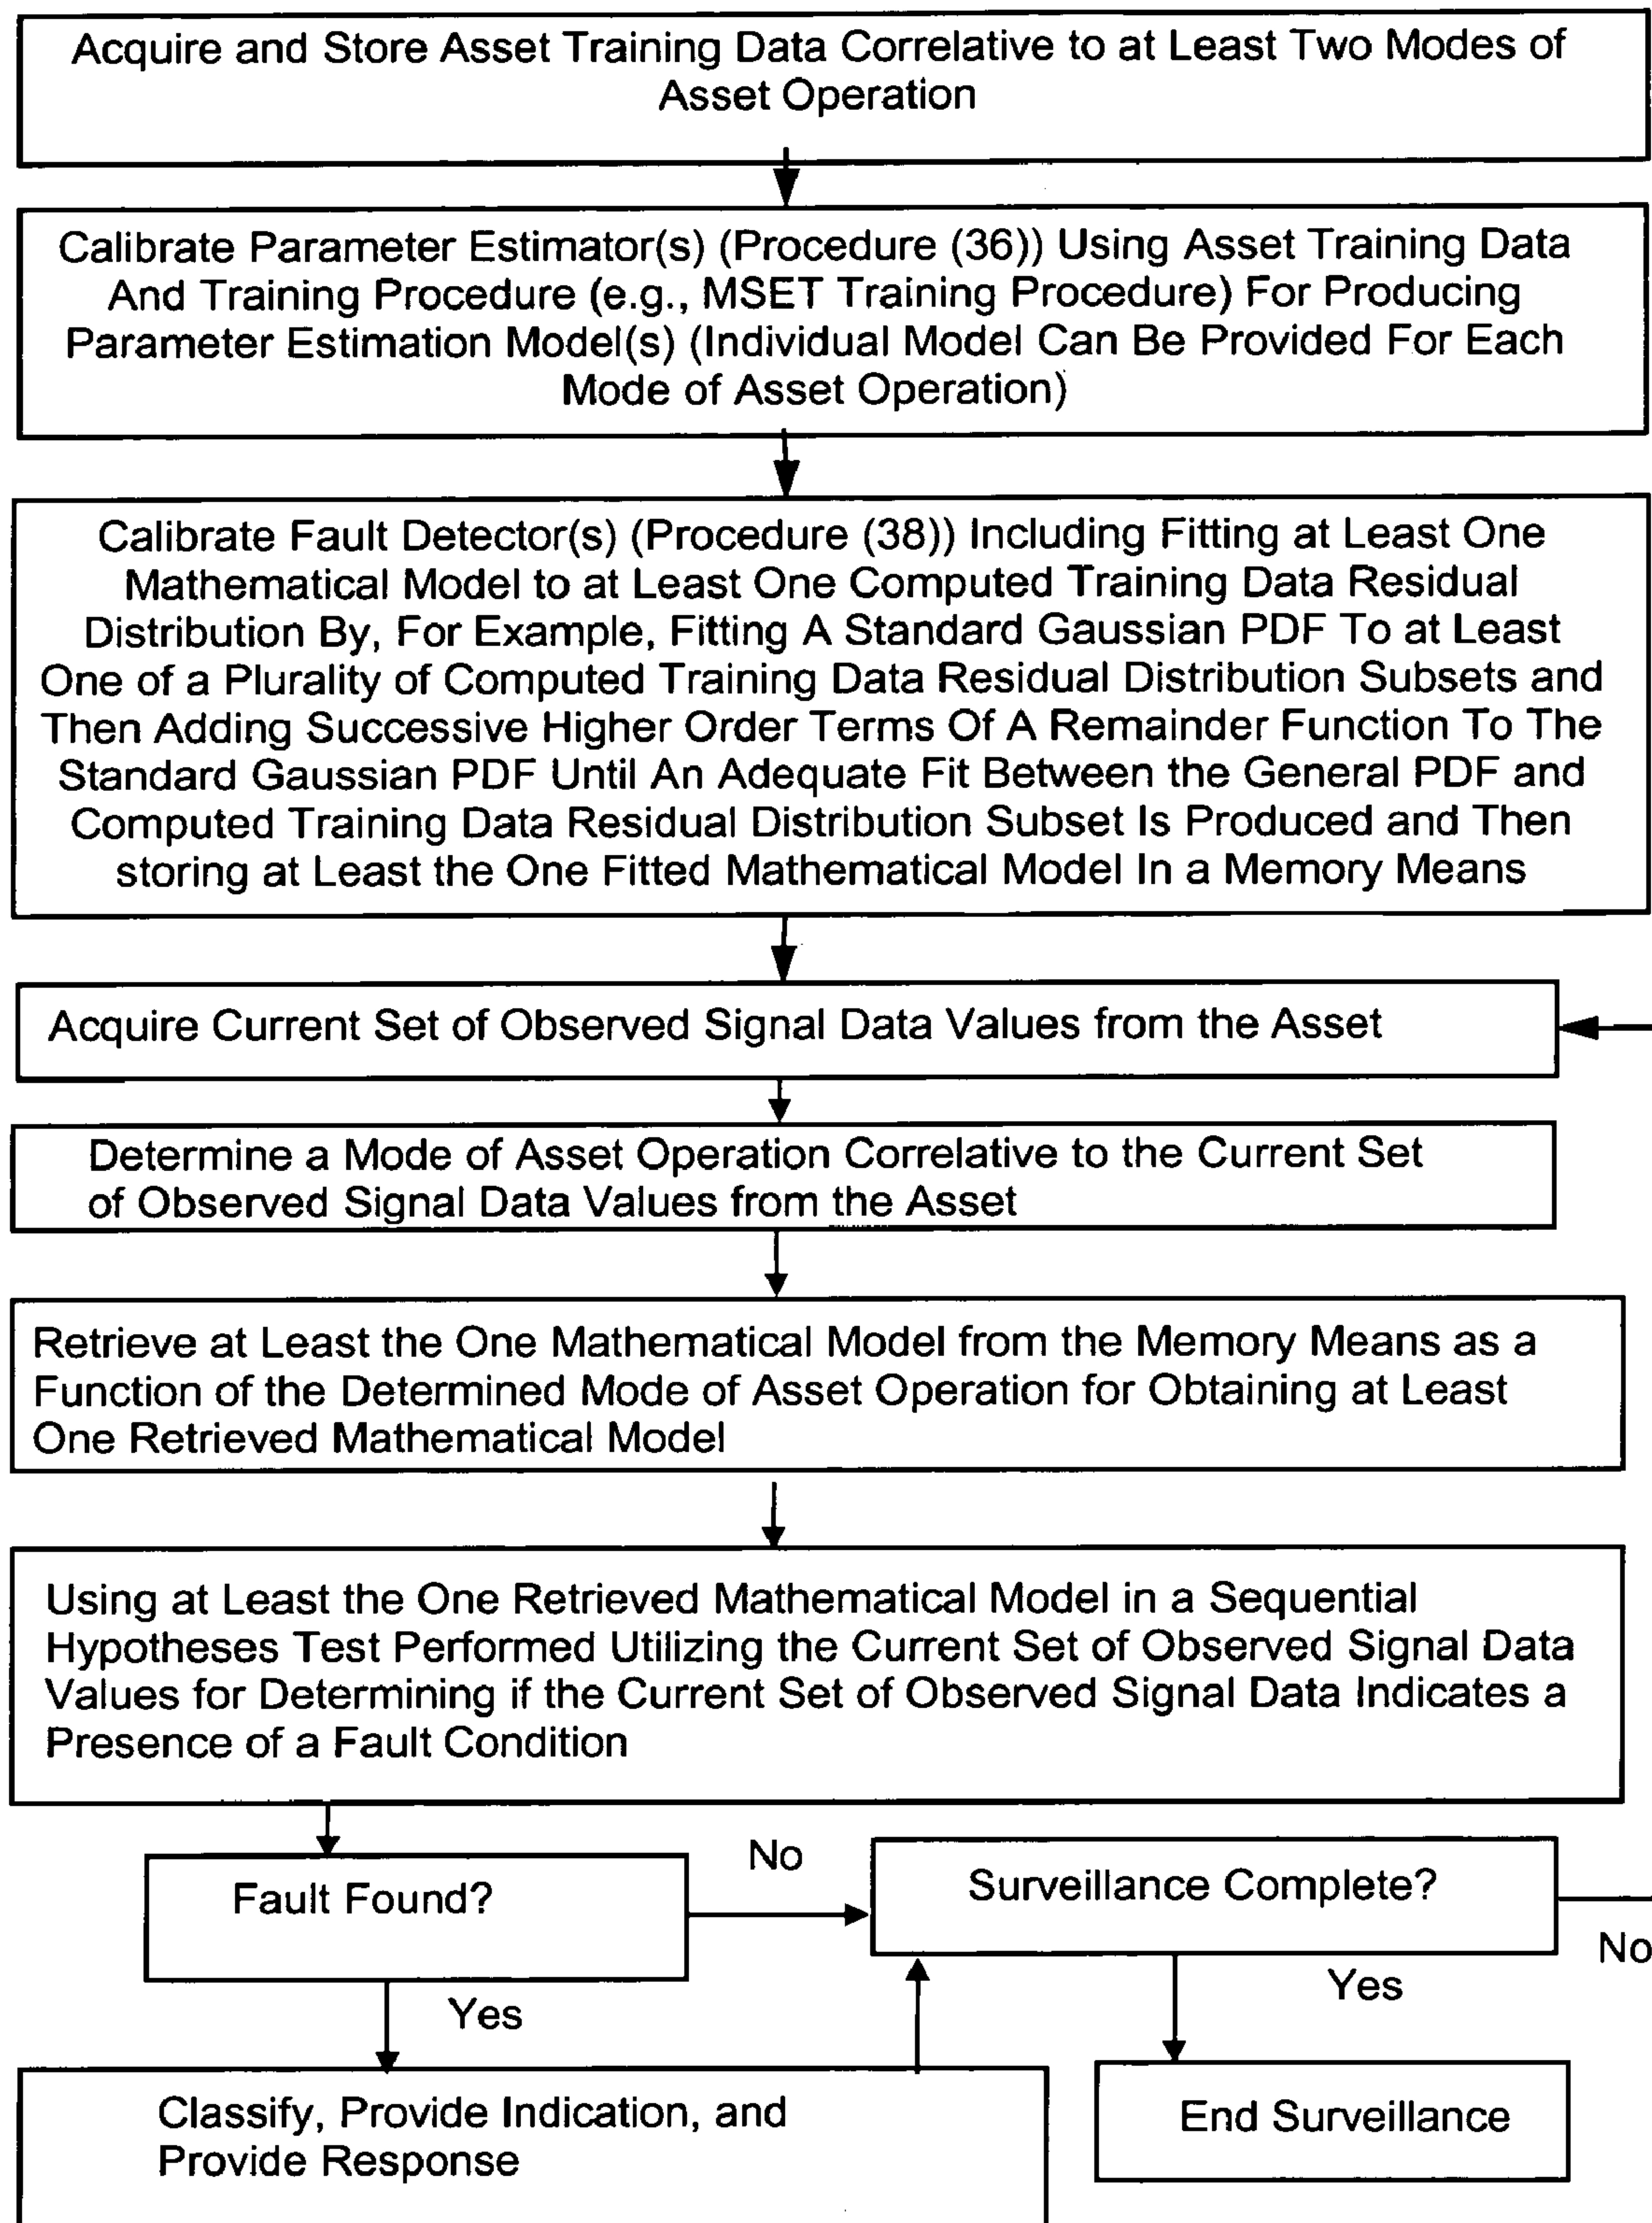 Acquire and Store Asset Training Data Correlative to at Least Two Modes of
Asset Operation
Calibrate Parameter Estimator(s) (Procedure (36)) Using Asset Training Data
And Training Procedure (e.g., MSET Training Procedure) For Producing
Parameter Estimation Model(s) (Individual Model Can Be Provided For Each
Mode of Asset Operation)
Calibrate Fault Detector(s) (Procedure (38)) Including Fitting at Least One
Mathematical Model to at Least One Computed Training Data Residual
Distribution By, For Example, Fitting A Standard Gaussian PDF To at Least
One of a Plurality of Computed Training Data Residual Distribution Subsets and
Then Adding Successive Higher Order Terms Of A Remainder Function To The
Standard Gaussian PDF Until An Adequate Fit Between the General PDF and
Computed Training Data Residual Distribution Subset Is Produced and Then
storing at Least the One Fitted Mathematical Model In a Memory Means
Acquire Current Set of Observed Signal Data Values from the Asset
Determine a Mode of Asset Operation Correlative to the Current Set
of Observed Signal Data Values from the Asset
Retrieve at Least the One Mathematical Model from the Memory Means as a
Function of the Determined Mode of Asset Operation for Obtaining at Least
One Retrieved Mathematical Model
Using at Least the One Retrieved Mathematical Model in a Sequential
Hypotheses Test Performed Utilizing the Current Set of Observed Signal Data
Values for Determining if the Current Set of Observed Signal Data Indicates a
Presence of a Fault Condition
Fault Found?
No
Surveillance Complete?
No
Yes
Yes
Classify, Provide Indication, and
Provide Response
End Surveillance